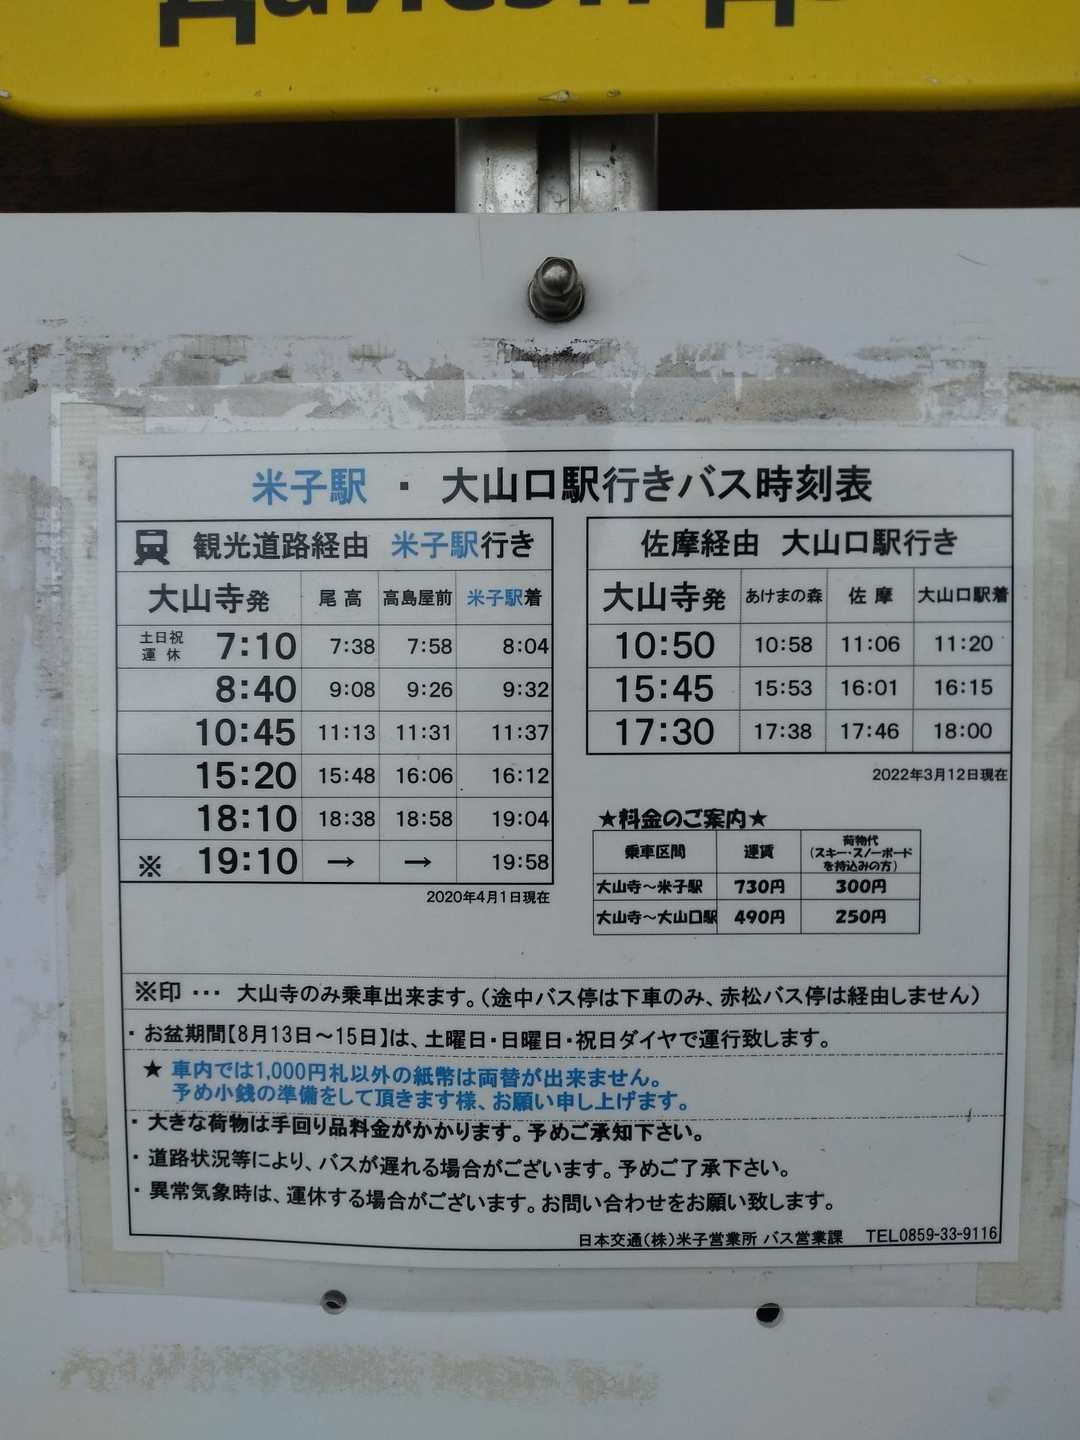 米子駅 ・ 大山口駅行きバス時刻表
観光道路経由 米子駅行き
大山寺発 尾高 高島屋前 米子駅着
土日祝運休 7:10 7:38 7:58 8:04
8:40 9:08 9:26 9:32
10:45 11:13 11:31 11:37
15:20 15:48 16:06 16:12
18:10 18:38 18:58 19:04
※ 19:10 → → 19:58
2020年4月1日現在
佐摩経由 大山口駅行き
大山寺発 あけまの森 佐摩 大山口駅着
10:50 10:58 11:06 11:20
15:45 15:53 16:01 16:15
17:30 17:38 17:46 18:00
2022年3月12日現在
★料金のご案内★
乗車区間 運賃 荷物代(スキー・スノーボードを持込みの方)
大山寺～米子駅 730円 300円
大山寺～大山口駅 490円 250円
※印 ･･･ 大山寺のみ乗車出来ます。(途中バス停は下車のみ、赤松バス停は経由しません)
・お盆期間【8月13日～15日】は、土曜日・日曜日・祝日ダイヤで運行致します。
★ 車内では1,000円札以外の紙幣は両替が出来ません。
予め小銭の準備をして頂きます様、お願い申し上げます。
・大きな荷物は手回り品料金がかかります。予めご承知下さい。
・道路状況等により、バスが遅れる場合がございます。予めご了承下さい。
・異常気象時は、運休する場合がございます。お問い合わせをお願い致します。
日本交通(株)米子営業所 バス営業課 TEL0859-33-9116